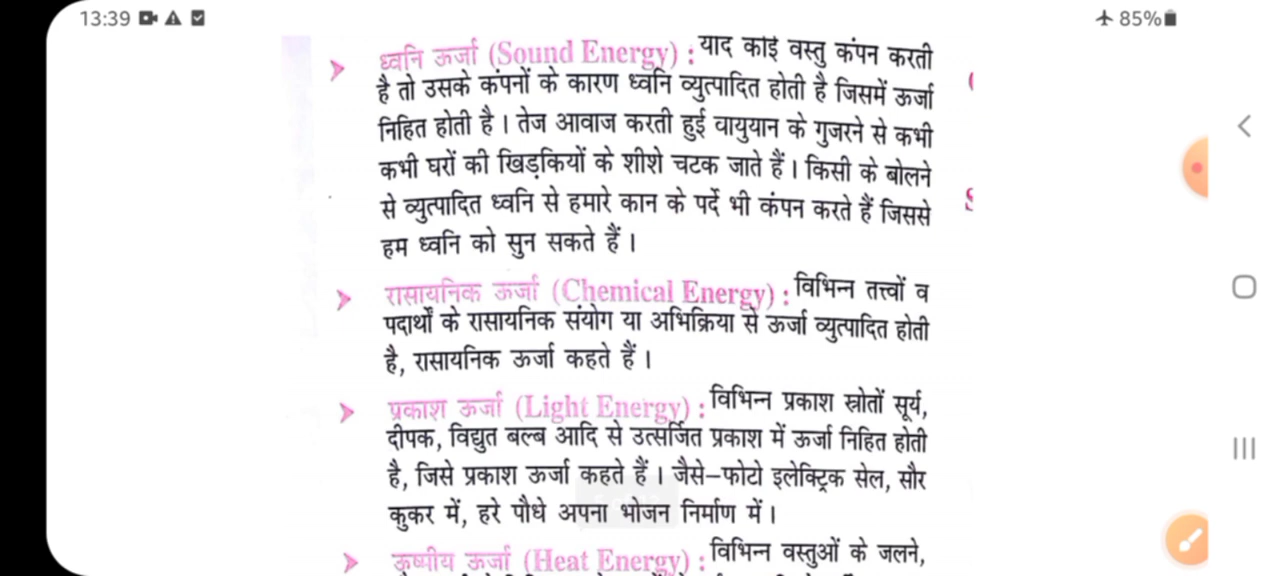 13:39
85%
ध्वनि ऊर्जा (Sound Energy) : याद कोई वस्तु कंपन करती
है तो उसके कंपनों के कारण ध्वनि व्युत्पादित होती है जिसमें ऊर्जा
निहित होती है । तेज आवाज करती हुई वायुयान के गुजरने से कभी
कभी घरों की खिड़कियों के शीशे चटक जाते हैं । किसी के बोलने
से व्युत्पादित ध्वनि से हमारे कान के पर्दे भी कंपन करते हैं जिससे
हम ध्वनि को सुन सकते हैं ।
रासायनिक ऊर्जा (Chemical Energy) : विभिन्न तत्त्वों व
पदार्थों के रासायनिक संयोग या अभिक्रिया से ऊर्जा व्युत्पादित होती
है, रासायनिक ऊर्जा कहते हैं ।
प्रकाश ऊर्जा (Light Energy) : विभिन्न प्रकाश स्रोतों सूर्य,
दीपक, विद्युत बल्ब आदि से उत्सर्जित प्रकाश में ऊर्जा निहित होती
है, जिसे प्रकाश ऊर्जा कहते हैं । जैसे–फोटो इलेक्ट्रिक सेल, सौर
कुकर में, हरे पौधे अपना भोजन निर्माण में ।
ऊष्मीय ऊर्जा (Heat Energy) : विभिन्न वस्तुओं के जलने,